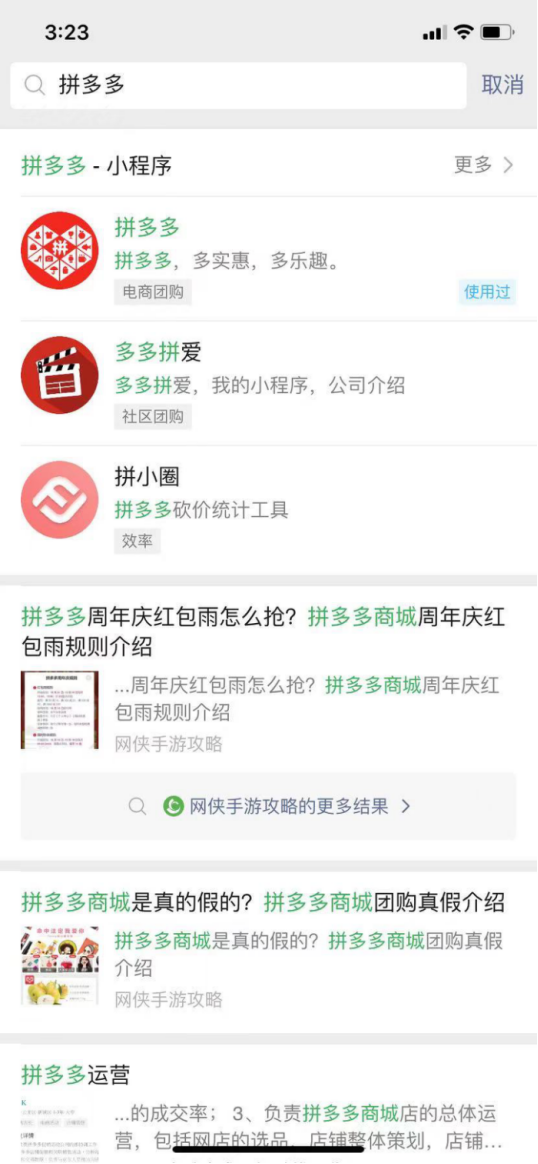 3:23
拼多多
取消
拼多多 - 小程序
更多
拼
拼多多
拼多多，多实惠，多乐趣。
电商团购
使用过
多多拼爱
多多拼爱，我的小程序，公司介绍
社区团购
拼小圈
拼多多砍价统计工具
效率
拼多多周年庆红包雨怎么抢？拼多多商城周年庆红
包雨规则介绍
...周年庆红包雨怎么抢？拼多多商城周年庆红
包雨规则介绍
网侠手游攻略
网侠手游攻略的更多结果
拼多多商城是真的假的？拼多多商城团购真假介绍
拼多多商城是真的假的？拼多多商城团购真假
介绍
网侠手游攻略
拼多多运营
...的成交率； 3、负责拼多多商城店的总体运
营，包括网店的选品、店铺整体策划，店铺...